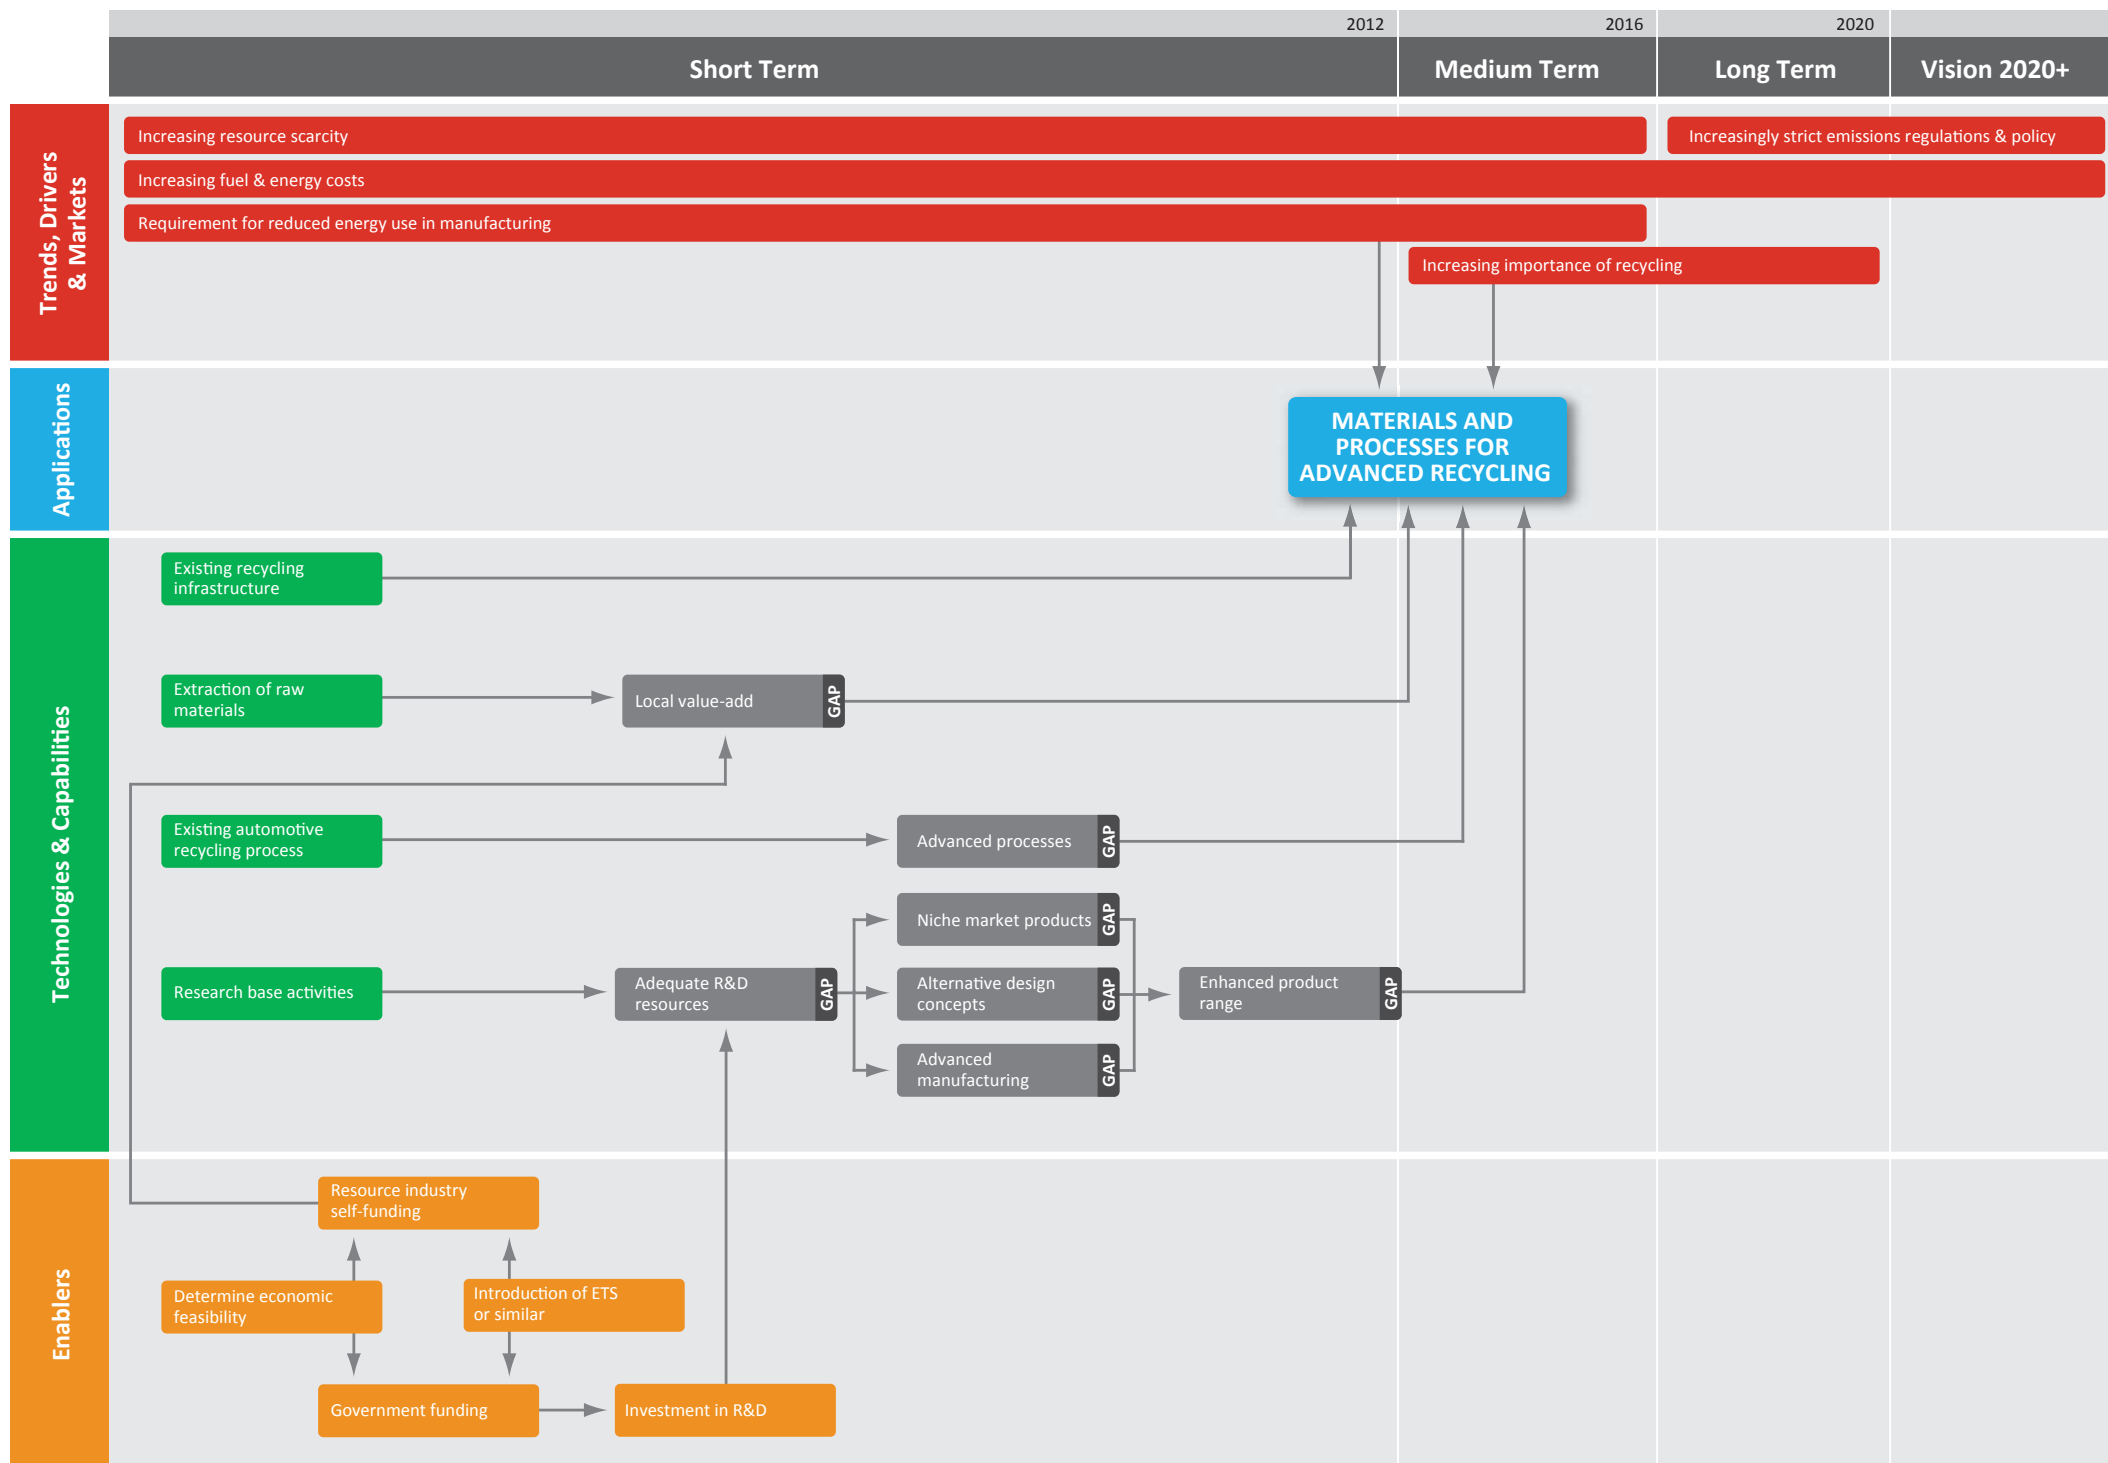 2012
2016
2020
Short Term
Medium Term
Long Term
Vision 2020+
Trends, Drivers
& Markets
Increasing resource scarcity
Increasingly strict emissions regulations & policy
Increasing fuel & energy costs
Requirement for reduced energy use in manufacturing
Increasing importance of recycling
Applications
MATERIALS AND
PROCESSES FOR
ADVANCED RECYCLING
Technologies & Capabilities
Existing recycling
infrastructure
Extraction of raw
materials
Local value-add
GAP
Existing automotive
recycling process
Advanced processes
GAP
Niche market products
GAP
Research base activities
Adequate R&D
resources
GAP
Alternative design
concepts
GAP
Enhanced product
range
GAP
Advanced
manufacturing
GAP
Enablers
Resource industry
self-funding
Determine economic
feasibility
Introduction of ETS
or similar
Government funding
Investment in R&D